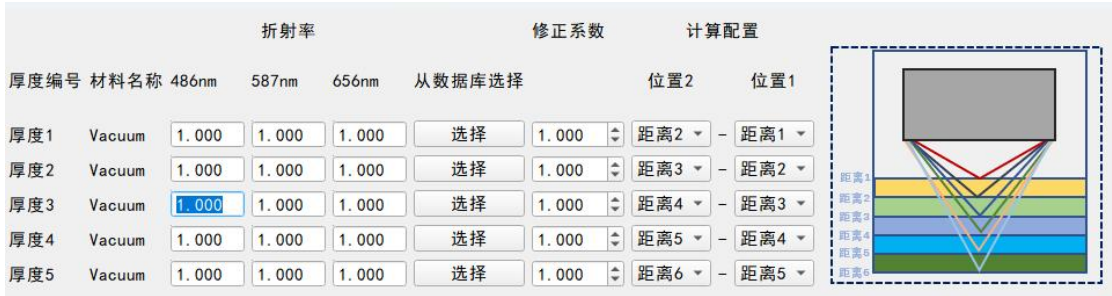 折射率 修正系数 计算配置
厚度编号 材料名称 486nm 587nm 656nm 从数据库选择 位置2 位置1
厚度1 Vacuum 1.000 1.000 1.000 选择 1.000 距离2 - 距离1
厚度2 Vacuum 1.000 1.000 1.000 选择 1.000 距离3 - 距离2
厚度3 Vacuum 1.000 1.000 1.000 选择 1.000 距离4 - 距离3
厚度4 Vacuum 1.000 1.000 1.000 选择 1.000 距离5 - 距离4
厚度5 Vacuum 1.000 1.000 1.000 选择 1.000 距离6 - 距离5
距离1
距离2
距离3
距离4
距离5
距离6